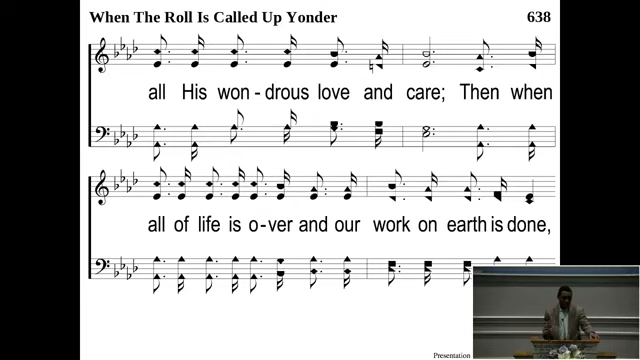 When The Roll Is Called Up Yonder 638
all His won - drous love and care; Then when
all of life is o - ver and our work on earth is done,
Presentation